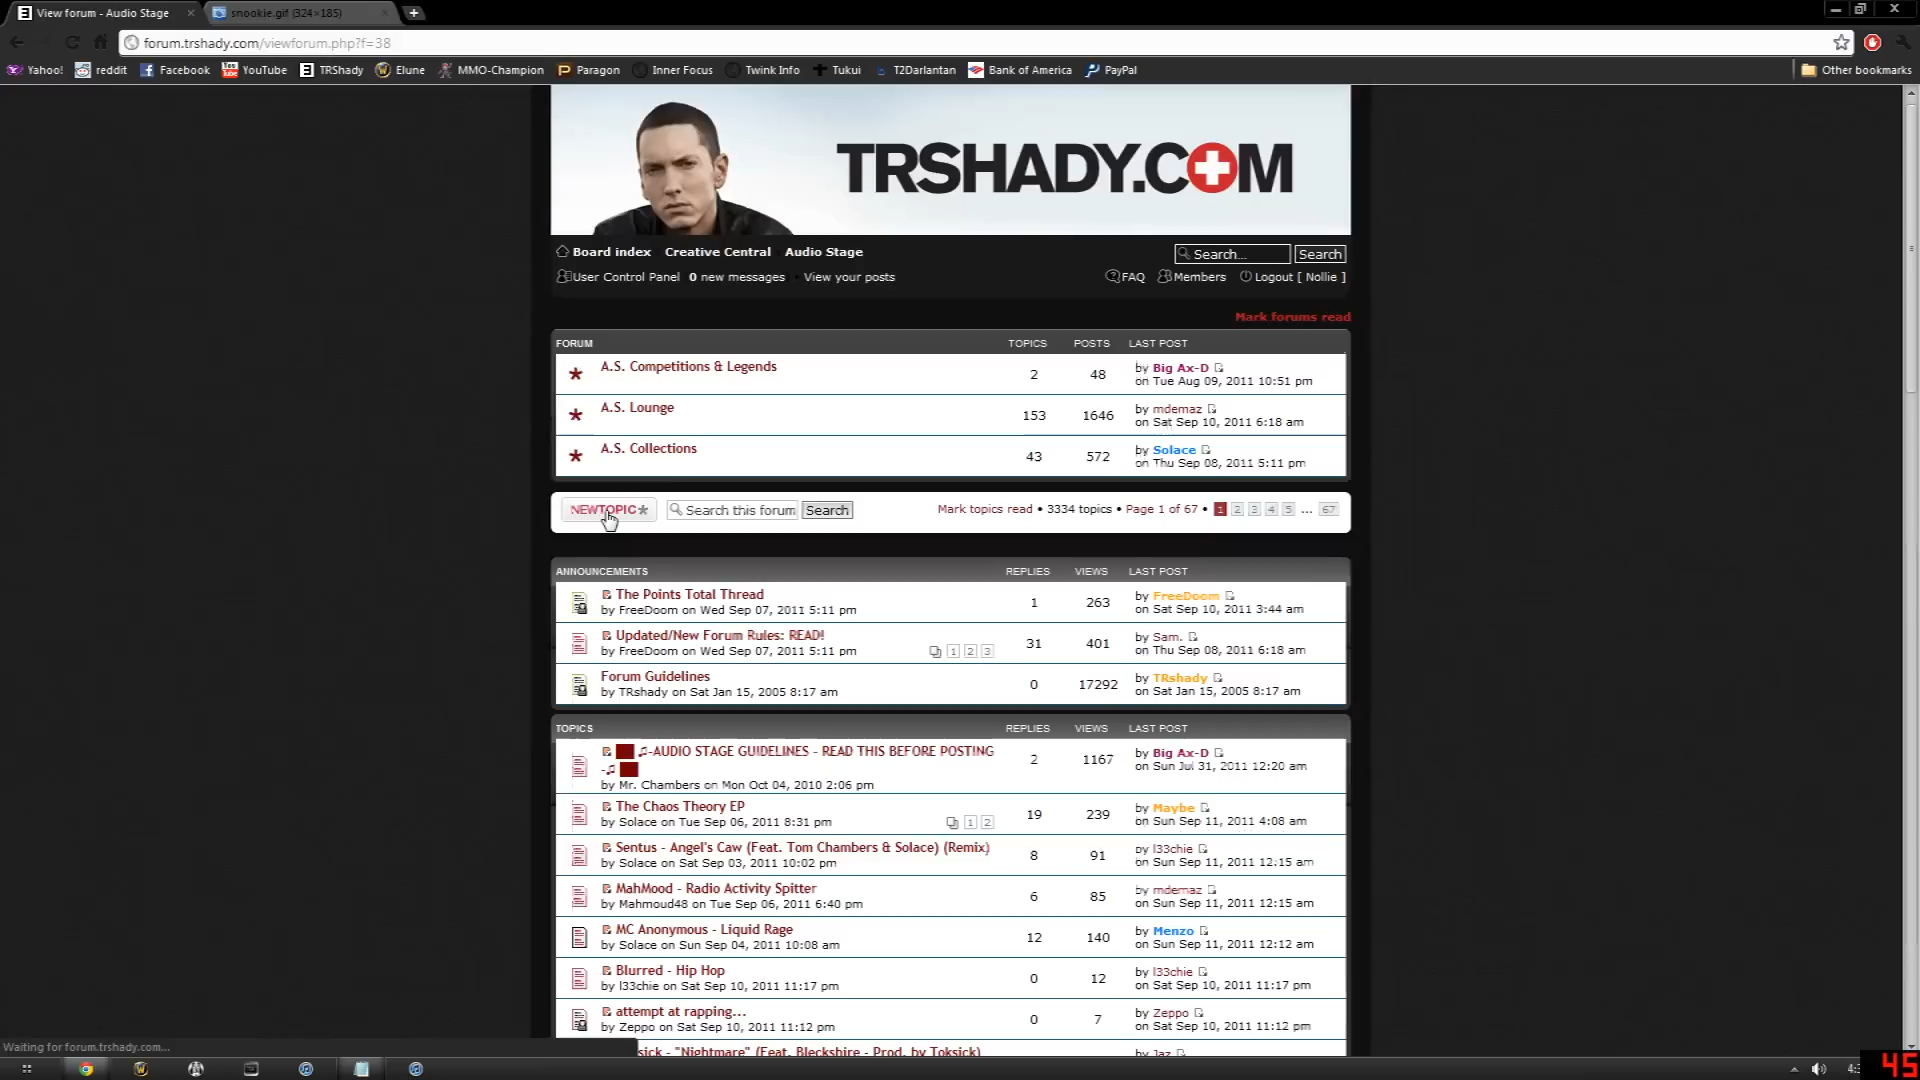 View forum - Audio Stage
snookie.gif (324×185)
forum.trshady.com/viewforum.php?f=38
Yahoo! reddit Facebook YouTube TRShady Elune MMO-Champion Paragon Inner Focus Twink Info Tukui T2Darlantan Bank of America PayPal Other bookmarks
TRSHADY.COM
Board index Creative Central Audio Stage
Search... Search
User Control Panel 0 new messages • View your posts
FAQ Members Logout [ Nollie ]
Mark forums read
FORUM TOPICS POSTS LAST POST
A.S. Competitions & Legends 2 48 by Big Ax-D
on Tue Aug 09, 2011 10:51 pm
A.S. Lounge 153 1646 by mdemaz
on Sat Sep 10, 2011 6:18 am
A.S. Collections 43 572 by Solace
on Thu Sep 08, 2011 5:11 pm
NEWTOPIC* Search this forum Search Mark topics read • 3334 topics • Page 1 of 67 • 1 2 3 4 5 ... 67
ANNOUNCEMENTS REPLIES VIEWS LAST POST
The Points Total Thread 1 263 by FreeDoom
by FreeDoom on Wed Sep 07, 2011 5:11 pm on Sat Sep 10, 2011 3:44 am
Updated/New Forum Rules: READ! 31 401 by Sam.
by FreeDoom on Wed Sep 07, 2011 5:11 pm 1 2 3 on Thu Sep 08, 2011 6:18 am
Forum Guidelines 0 17292 by TRshady
by TRshady on Sat Jan 15, 2005 8:17 am on Sat Jan 15, 2005 8:17 am
TOPICS REPLIES VIEWS LAST POST
♫-AUDIO STAGE GUIDELINES - READ THIS BEFORE POSTING 2 1167 by Big Ax-D
-♫ on Sun Jul 31, 2011 12:20 am
by Mr. Chambers on Mon Oct 04, 2010 2:06 pm
The Chaos Theory EP 19 239 by Maybe
by Solace on Tue Sep 06, 2011 8:31 pm 1 2 on Sun Sep 11, 2011 4:08 am
Sentus - Angel's Caw (Feat. Tom Chambers & Solace) (Remix) 8 91 by l33chie
by Solace on Sat Sep 03, 2011 10:02 pm on Sun Sep 11, 2011 12:15 am
MahMood - Radio Activity Spitter 6 85 by mdemaz
by Mahmoud48 on Tue Sep 06, 2011 6:40 pm on Sun Sep 11, 2011 12:15 am
MC Anonymous - Liquid Rage 12 140 by Menzo
by Solace on Sun Sep 04, 2011 10:08 am on Sun Sep 11, 2011 12:12 am
Blurred - Hip Hop 0 12 by l33chie
by l33chie on Sat Sep 10, 2011 11:17 pm on Sat Sep 10, 2011 11:17 pm
attempt at rapping... 0 7 by Zeppo
by Zeppo on Sat Sep 10, 2011 11:12 pm on Sat Sep 10, 2011 11:12 pm
Waiting for forum.trshady.com...
sick - "Nightmare" (Feat. Bleckshire - Prod. by Toksick) by Jaz
45